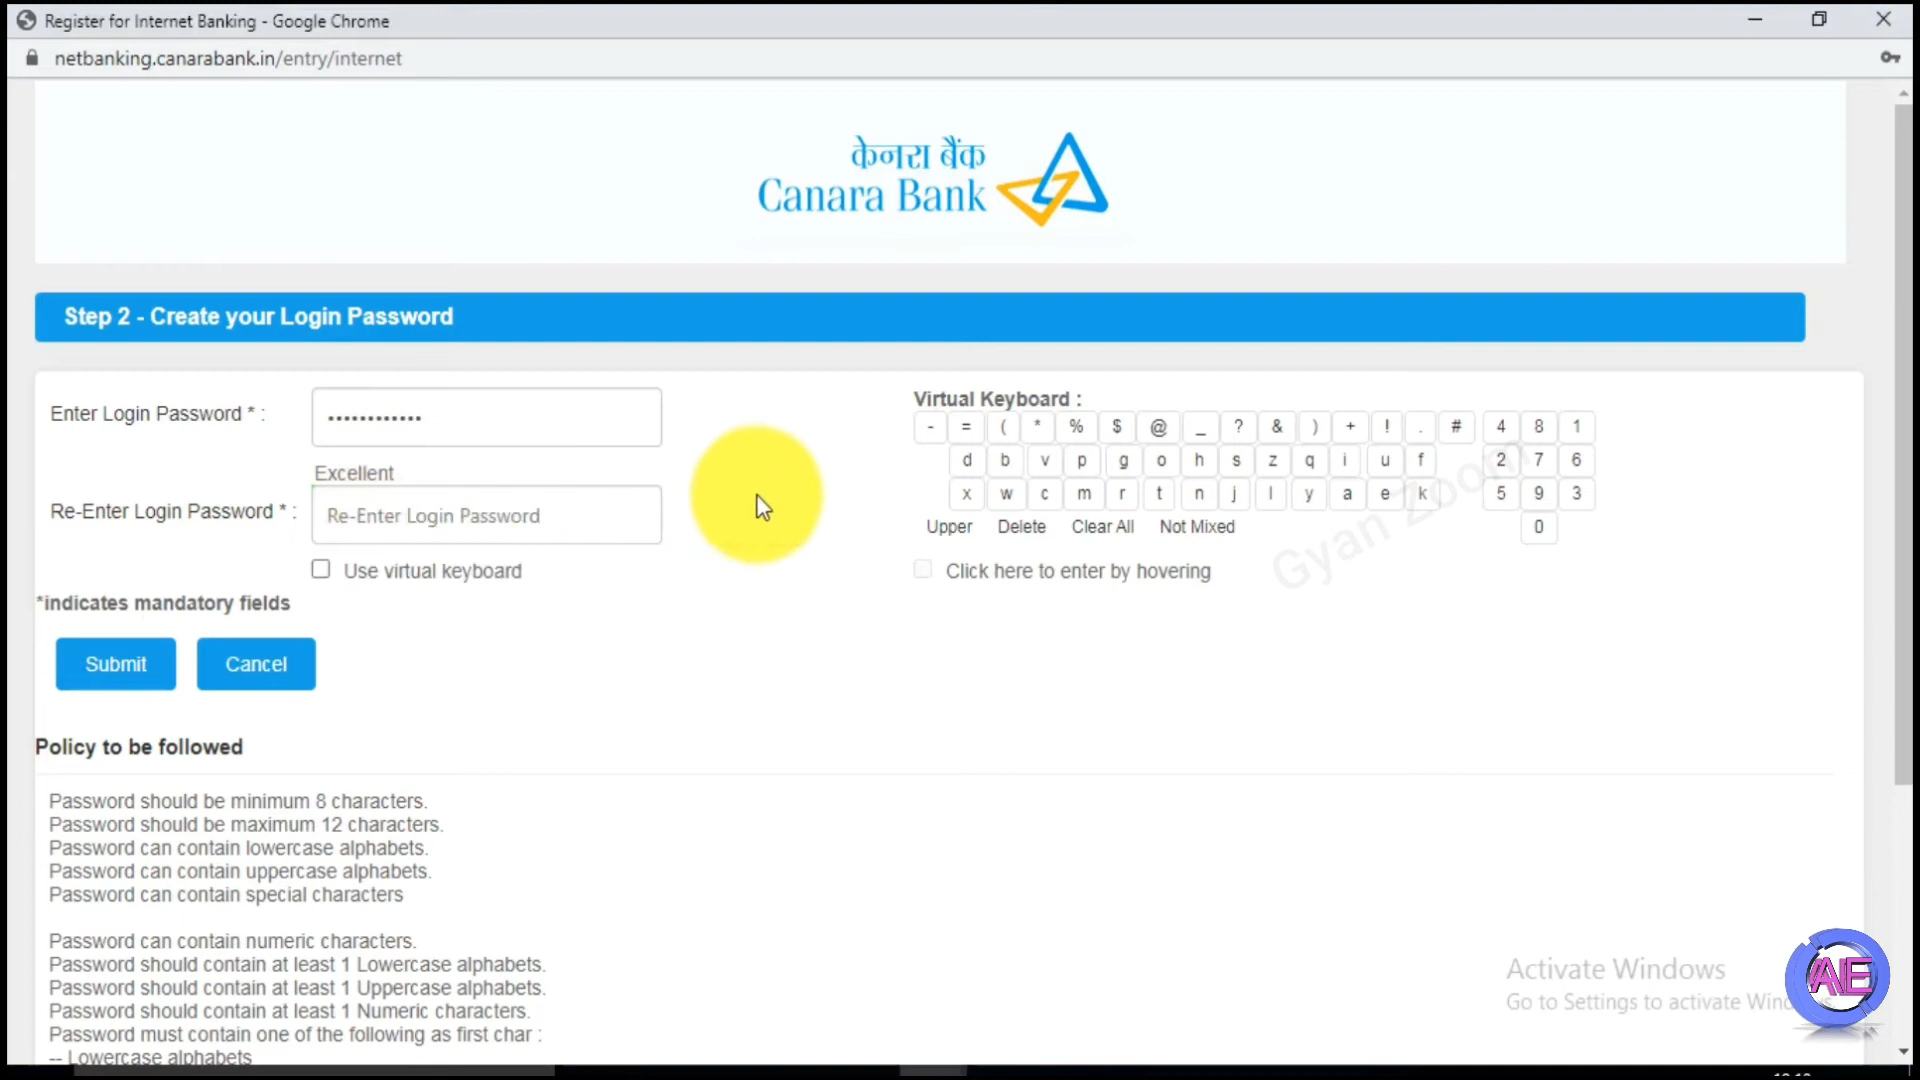 Register for Internet Banking - Google Chrome
netbanking.canarabank.in/entry/internet
केनरा बैंक
Canara Bank
Step 2 - Create your Login Password
Enter Login Password * :
••••••••••••
Excellent
Re-Enter Login Password * :
Re-Enter Login Password
Use virtual keyboard
*indicates mandatory fields
Submit Cancel
Virtual Keyboard :
- = ( * % $ @ _ ? & ) + ! . # 4 8 1
d b v p g o h s z q i u f 2 7 6
x w c m r t n j l y a e k 5 9 3
Upper Delete Clear All Not Mixed 0
Click here to enter by hovering
Gyan Zoom
Policy to be followed
Password should be minimum 8 characters.
Password should be maximum 12 characters.
Password can contain lowercase alphabets.
Password can contain uppercase alphabets.
Password can contain special characters
Password can contain numeric characters.
Password should contain at least 1 Lowercase alphabets.
Password should contain at least 1 Uppercase alphabets.
Password should contain at least 1 Numeric characters.
Password must contain one of the following as first char :
-- Lowercase alphabets
Activate Windows
Go to Settings to activate